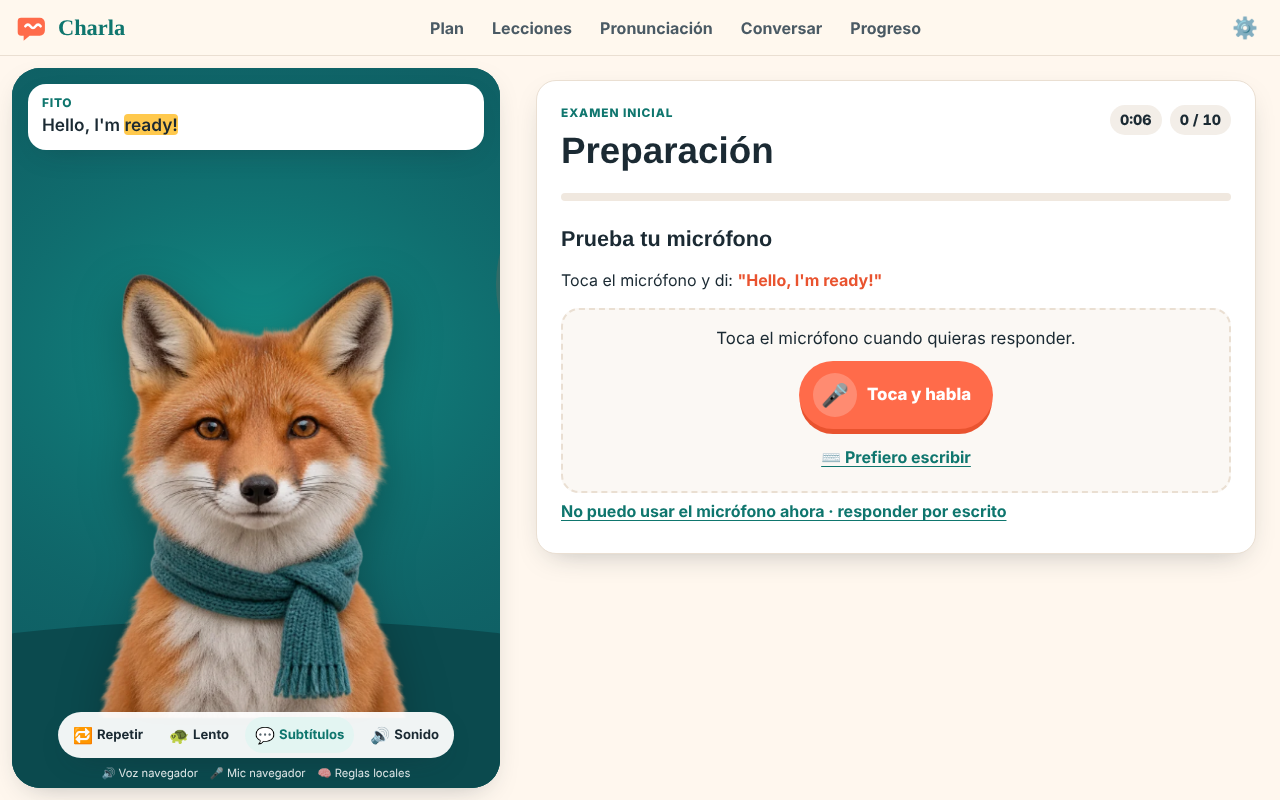 Charla
Plan
Lecciones
Pronunciación
Conversar
Progreso
FITO
Hello, I'm ready!
Repetir
Lento
Subtítulos
Sonido
Voz navegador
Mic navegador
Reglas locales
EXAMEN INICIAL
0:06
0 / 10
Preparación
Prueba tu micrófono
Toca el micrófono y di: "Hello, I'm ready!"
Toca el micrófono cuando quieras responder.
Toca y habla
Prefiero escribir
No puedo usar el micrófono ahora · responder por escrito